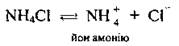 NH₄Cl ⇌ NH₄⁺ + Cl⁻
йон амонію